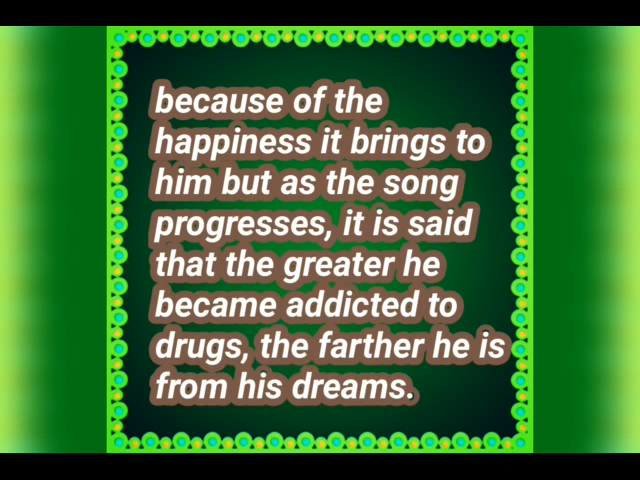 because of the
happiness it brings to
him but as the song
progresses, it is said
that the greater he
became addicted to
drugs, the farther he is
from his dreams.